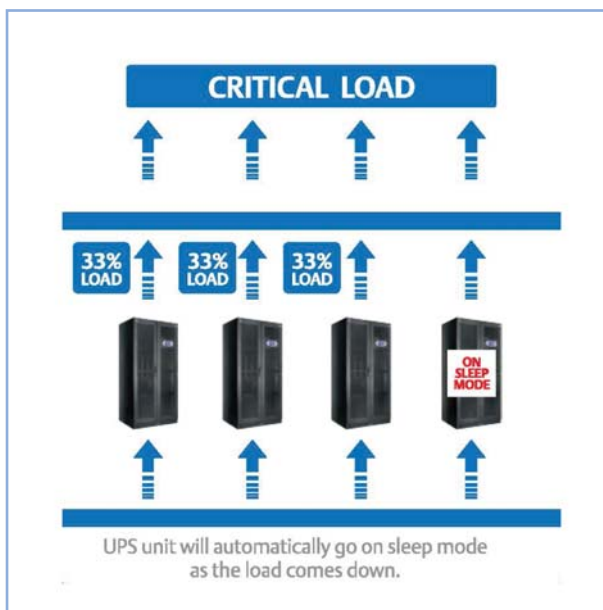 CRITICAL LOAD
33%
LOAD
33%
LOAD
33%
LOAD
ON
SLEEP
MODE
UPS unit will automatically go on sleep mode
as the load comes down.